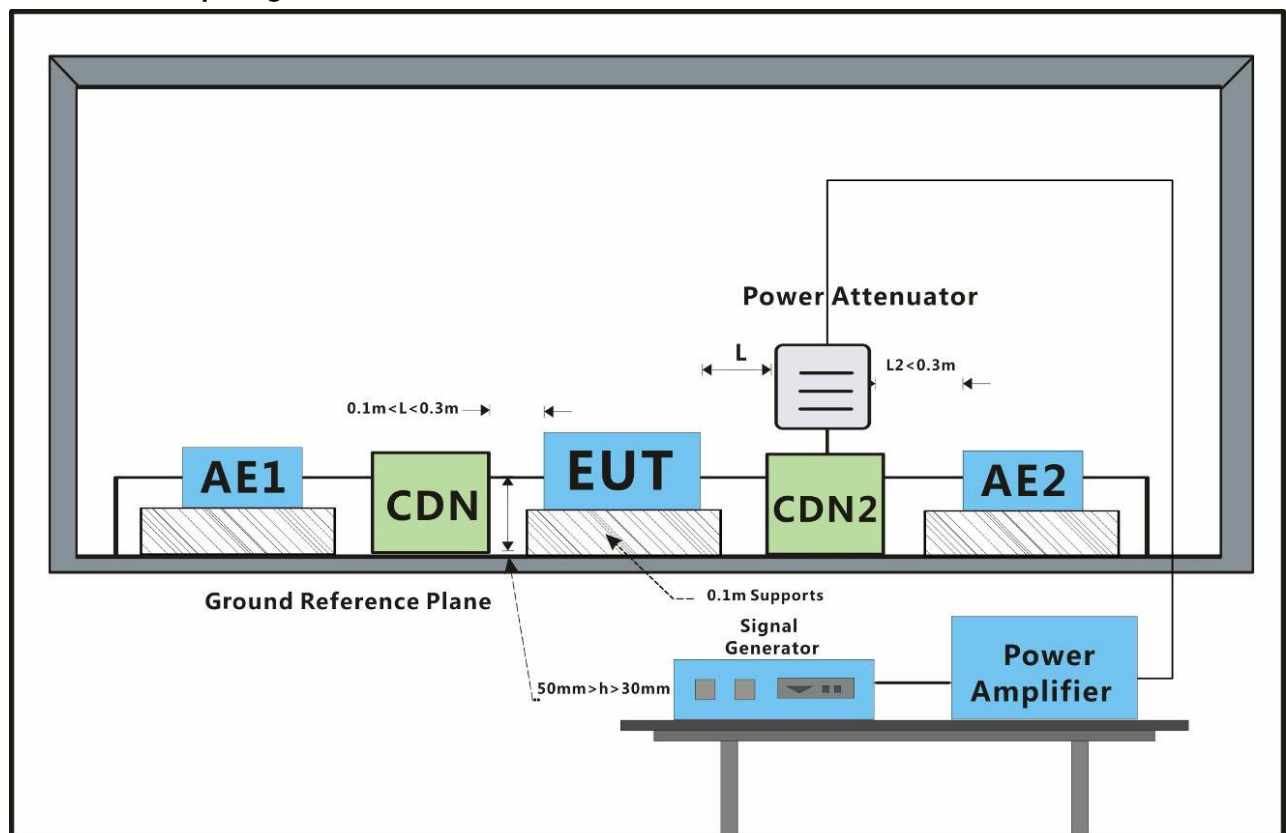 Power Attenuator
L
L2<0.3m
0.1m<L<0.3m
AE1
CDN
EUT
CDN2
AE2
Ground Reference Plane
0.1m Supports
Signal
Generator
50mm>h>30mm
Power
Amplifier